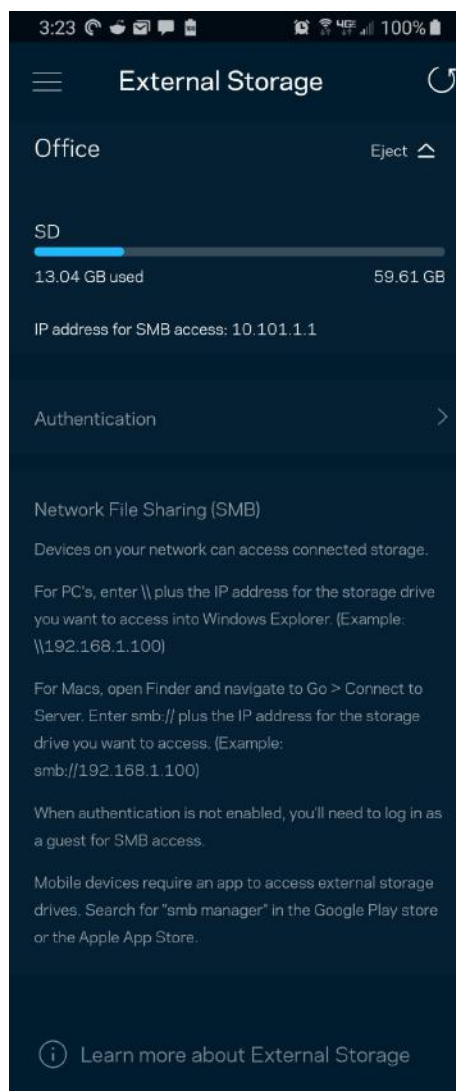 3:23 100%
External Storage
Office Eject
SD
13.04 GB used 59.61 GB
IP address for SMB access: 10.101.1.1
Authentication
Network File Sharing (SMB)
Devices on your network can access connected storage.
For PC's, enter \\ plus the IP address for the storage drive
you want to access into Windows Explorer. (Example:
\\192.168.1.100)
For Macs, open Finder and navigate to Go > Connect to
Server. Enter smb:// plus the IP address for the storage
drive you want to access. (Example:
smb://192.168.1.100)
When authentication is not enabled, you'll need to log in as
a guest for SMB access.
Mobile devices require an app to access external storage
drives. Search for "smb manager" in the Google Play store
or the Apple App Store.
Learn more about External Storage